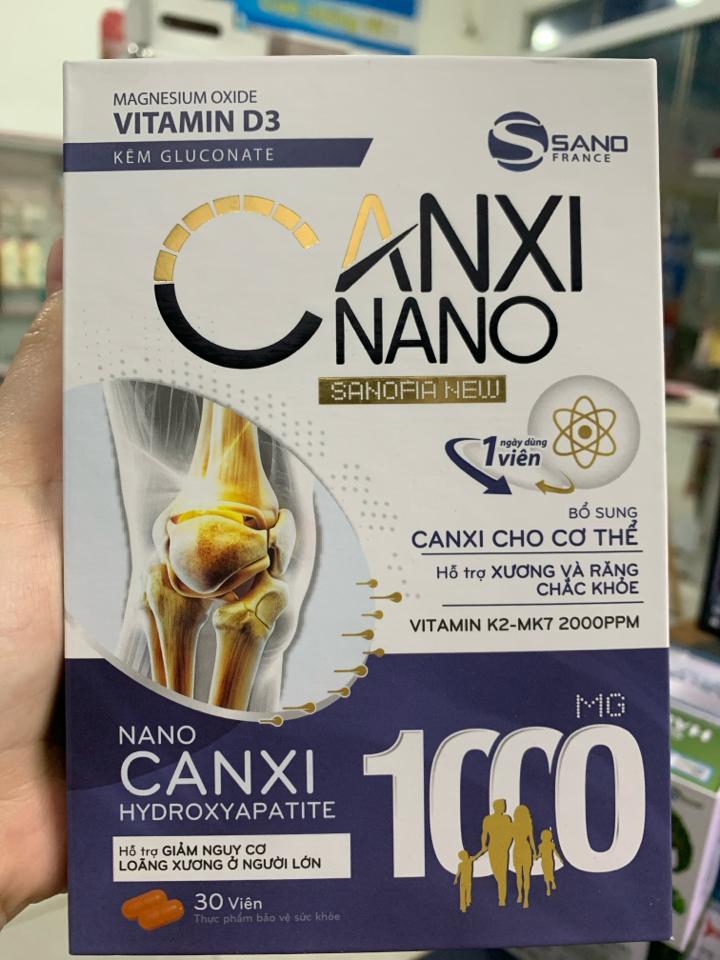 MAGNESIUM OXIDE
VITAMIN D3
KẼM GLUCONATE
SANO
FRANCE
CANXI
NANO
SANOFIA NEW
1 ngày dùng
viên
BỔ SUNG
CANXI CHO CƠ THỂ
Hỗ trợ XƯƠNG VÀ RĂNG
CHẮC KHỎE
VITAMIN K2-MK7 2000PPM
MG
1000
NANO
CANXI
HYDROXYAPATITE
Hỗ trợ GIẢM NGUY CƠ
LOÃNG XƯƠNG Ở NGƯỜI LỚN
30 Viên
Thực phẩm bảo vệ sức khỏe